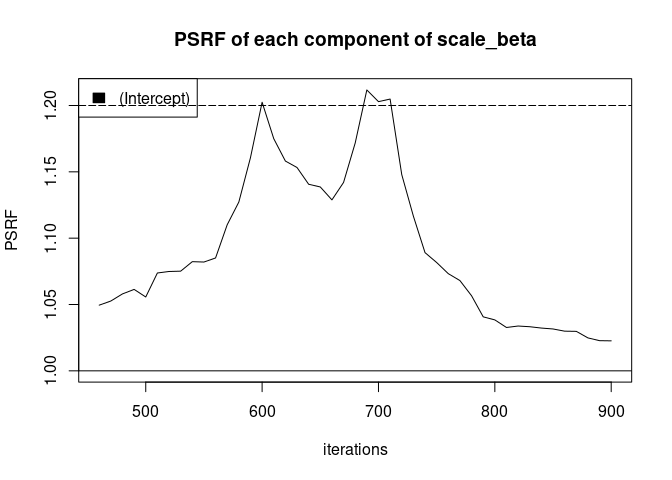 PSRF of each component of scale_beta
(Intercept)
PSRF
1.20
1.15
1.10
1.05
1.00
500 600 700 800 900
iterations